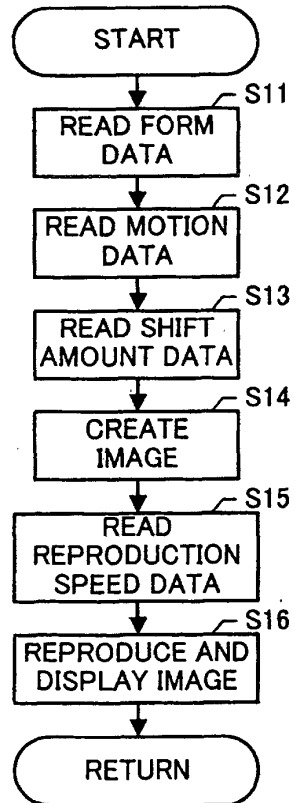 START
S11
READ FORM
DATA
S12
READ MOTION
DATA
S13
READ SHIFT
AMOUNT DATA
S14
CREATE
IMAGE
S15
READ
REPRODUCTION
SPEED DATA
S16
REPRODUCE AND
DISPLAY IMAGE
RETURN